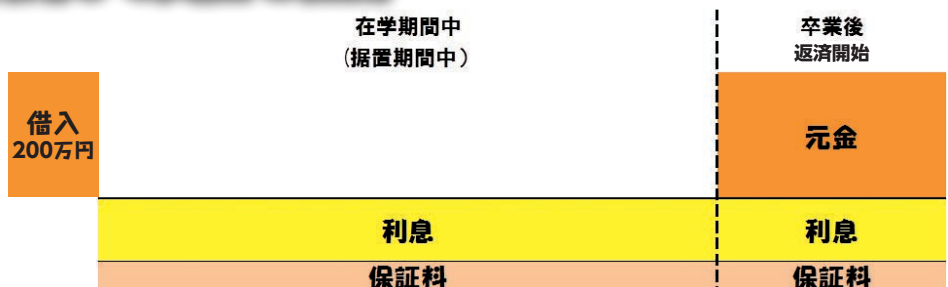 在学期間中
(据置期間中)
卒業後
返済開始
借入
200万円
元金
利息
利息
保証料
保証料